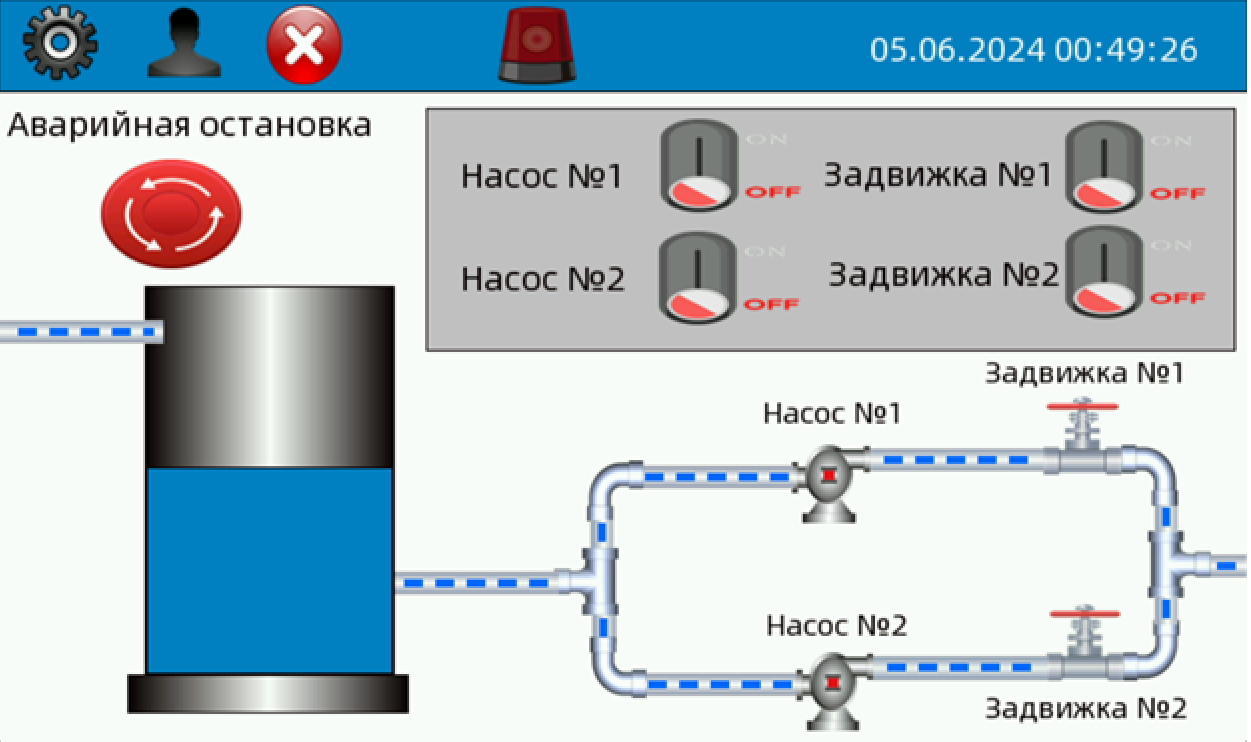 05.06.2024 00:49:26
Аварийная остановка
Насос №1
ON
OFF
Задвижка №1
ON
OFF
Насос №2
ON
OFF
Задвижка №2
ON
OFF
Задвижка №1
Насос №1
Насос №2
Задвижка №2